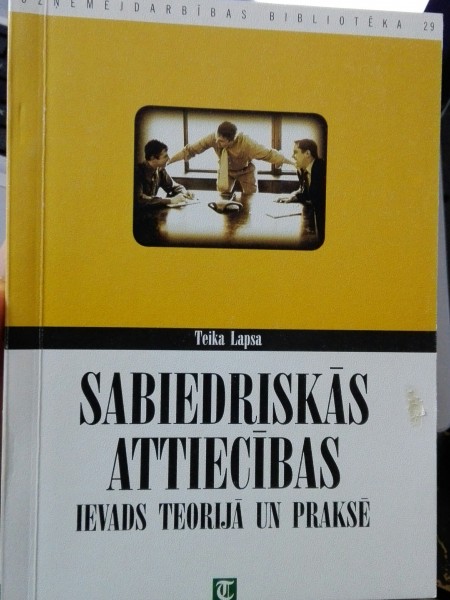 UZŅĒMĒJDARBĪBAS BIBLIOTĒKA 29
Teika Lapsa
SABIEDRISKĀS
ATTIECĪBAS
IEVADS TEORIJĀ UN PRAKSĒ
T